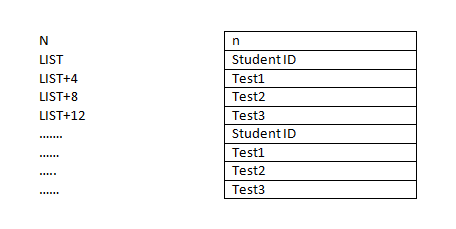 N n
LIST Student ID
LIST+4 Test1
LIST+8 Test2
LIST+12 Test3
....... Student ID
...... Test1
..... Test2
...... Test3